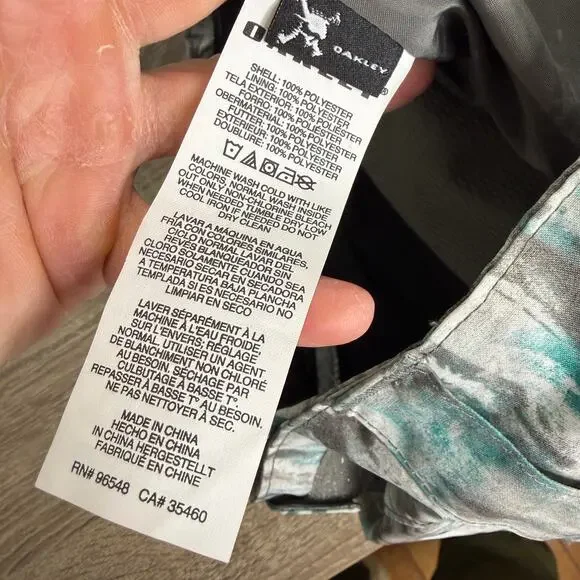 OAKLEY
SHELL: 100% POLYESTER
LINING: 100% POLYESTER
TELA EXTERIOR: 100% POLIÉSTER
FORRO: 100% POLIÉSTER
OBERMATERIAL: 100% POLYESTER
FUTTER: 100% POLYESTER
EXTÉRIEUR: 100% POLYESTER
DOUBLURE: 100% POLYESTER
MACHINE WASH COLD WITH LIKE
COLORS. NORMAL WASH INSIDE
OUT ONLY NON-CHLORINE BLEACH
WHEN NEEDED TUMBLE DRY LOW
COOL IRON IF NEEDED DO NOT
DRY CLEAN
LAVAR A MÁQUINA EN AGUA
FRÍA CON COLORES SIMILARES.
CICLO NORMAL LAVAR DEL
REVÉS BLANQUEADOR SIN
CLORO SOLAMENTE CUANDO SEA
NECESARIO SECAR EN SECADORA
A TEMPERATURA BAJA PLANCHA
TEMPLADA SI ES NECESARIO NO
LIMPIAR EN SECO
LAVER SÉPARÉMENT À LA
MACHINE À L'EAU FROIDE.
SUR L'ENVERS; RÉGLAGE
NORMAL. UTILISER UN AGENT
DE BLANCHIMENT NON CHLORÉ
AU BESOIN. SÉCHAGE PAR
CULBUTAGE À BASSE T°
REPASSER À BASSE T° AU BESOIN.
NE PAS NETTOYER À SEC.
MADE IN CHINA
HECHO EN CHINA
IN CHINA HERGESTELLT
FABRIQUÉ EN CHINE
RN# 96548 CA# 35460